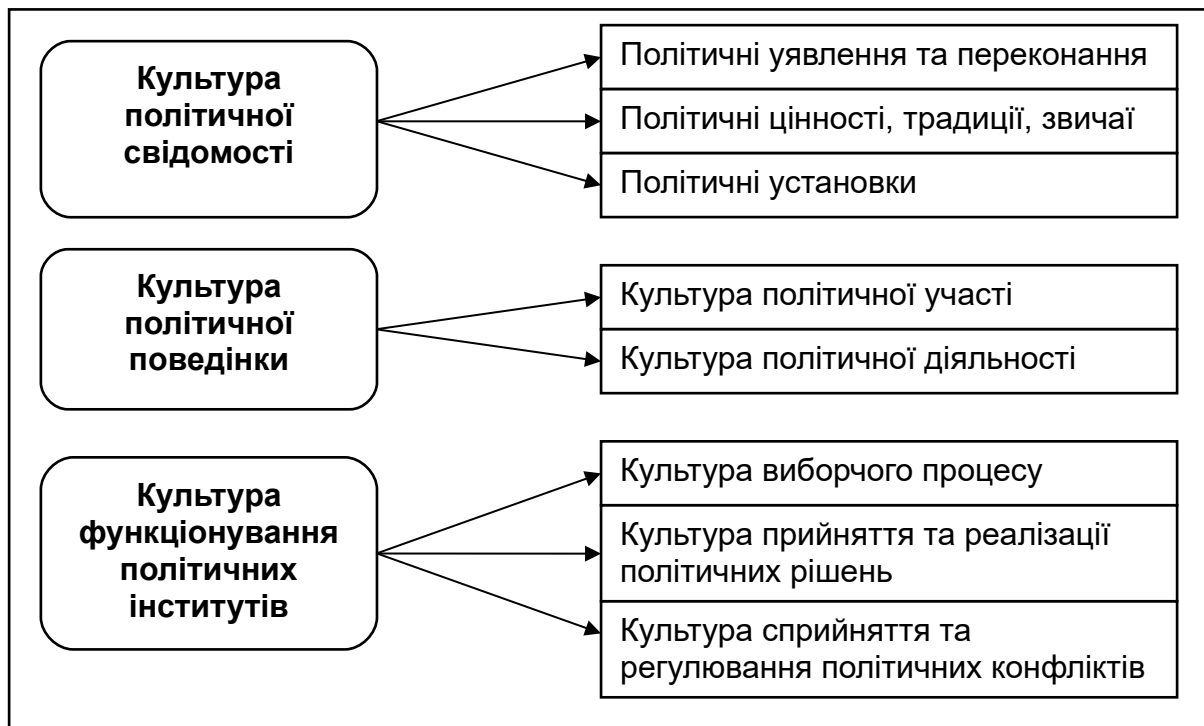 Культура
політичної
свідомості
Політичні уявлення та переконання
Політичні цінності, традиції, звичаї
Політичні установки
Культура
політичної
поведінки
Культура політичної участі
Культура політичної діяльності
Культура
функціонування
політичних
інститутів
Культура виборчого процесу
Культура прийняття та реалізації
політичних рішень
Культура сприйняття та
регулювання політичних конфліктів